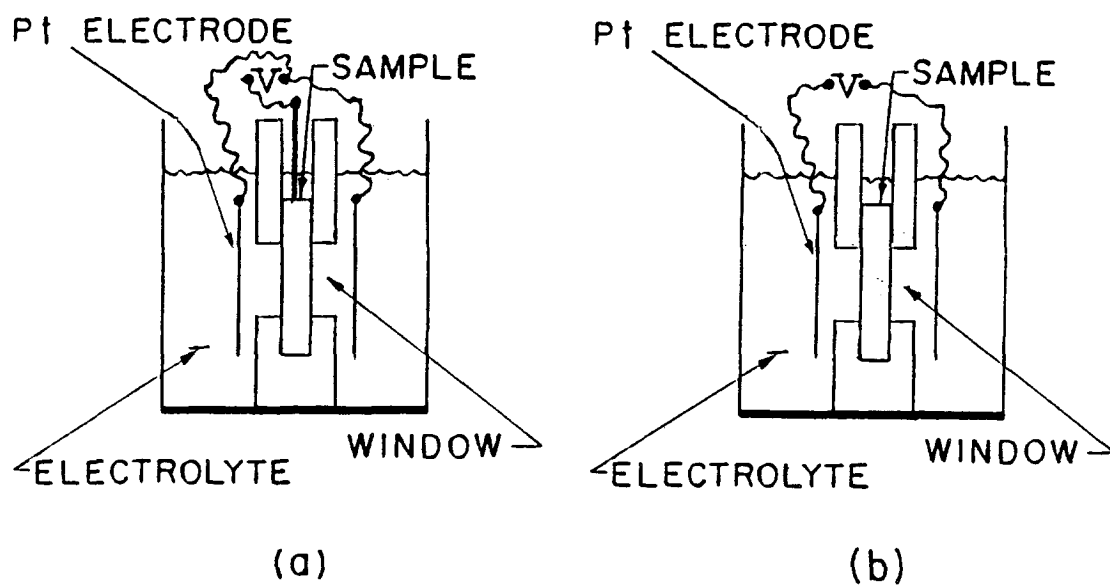 Pt ELECTRODE
V
SAMPLE
WINDOW
ELECTROLYTE
(a)
Pt ELECTRODE
V
SAMPLE
WINDOW
ELECTROLYTE
(b)